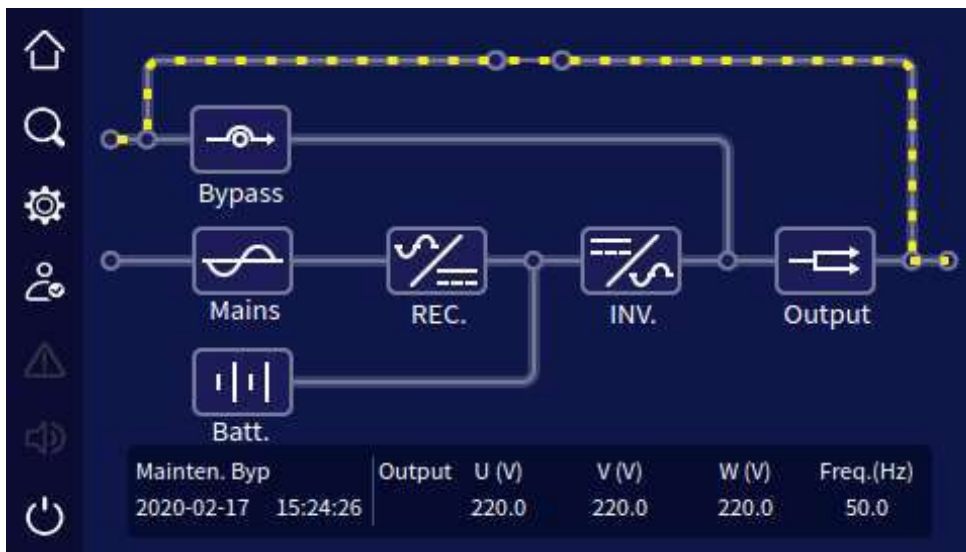 Bypass
Mains
REC.
INV.
Output
Batt.
Mainten. Byp Output U (V) V (V) W (V) Freq.(Hz)
2020-02-17 15:24:26 220.0 220.0 220.0 50.0